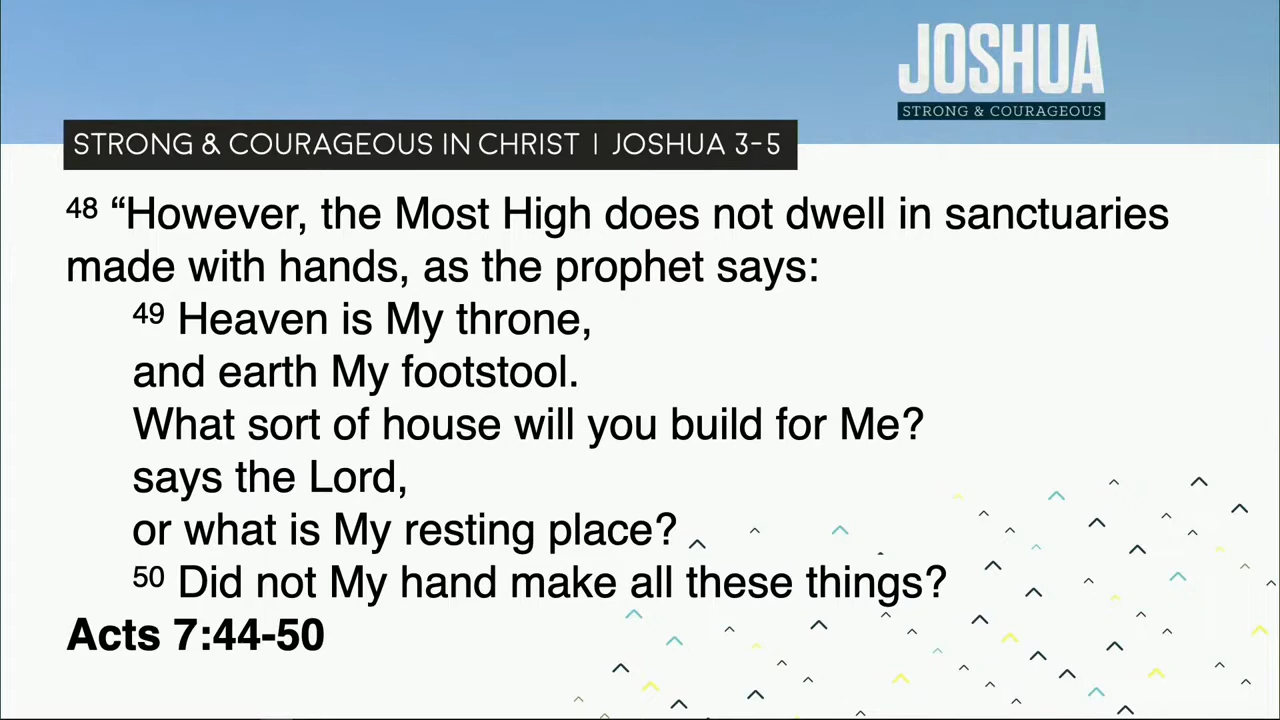 JOSHUA
STRONG & COURAGEOUS
STRONG & COURAGEOUS IN CHRIST | JOSHUA 3-5
48 “However, the Most High does not dwell in sanctuaries
made with hands, as the prophet says:
49 Heaven is My throne,
and earth My footstool.
What sort of house will you build for Me?
says the Lord,
or what is My resting place?
50 Did not My hand make all these things?
Acts 7:44-50